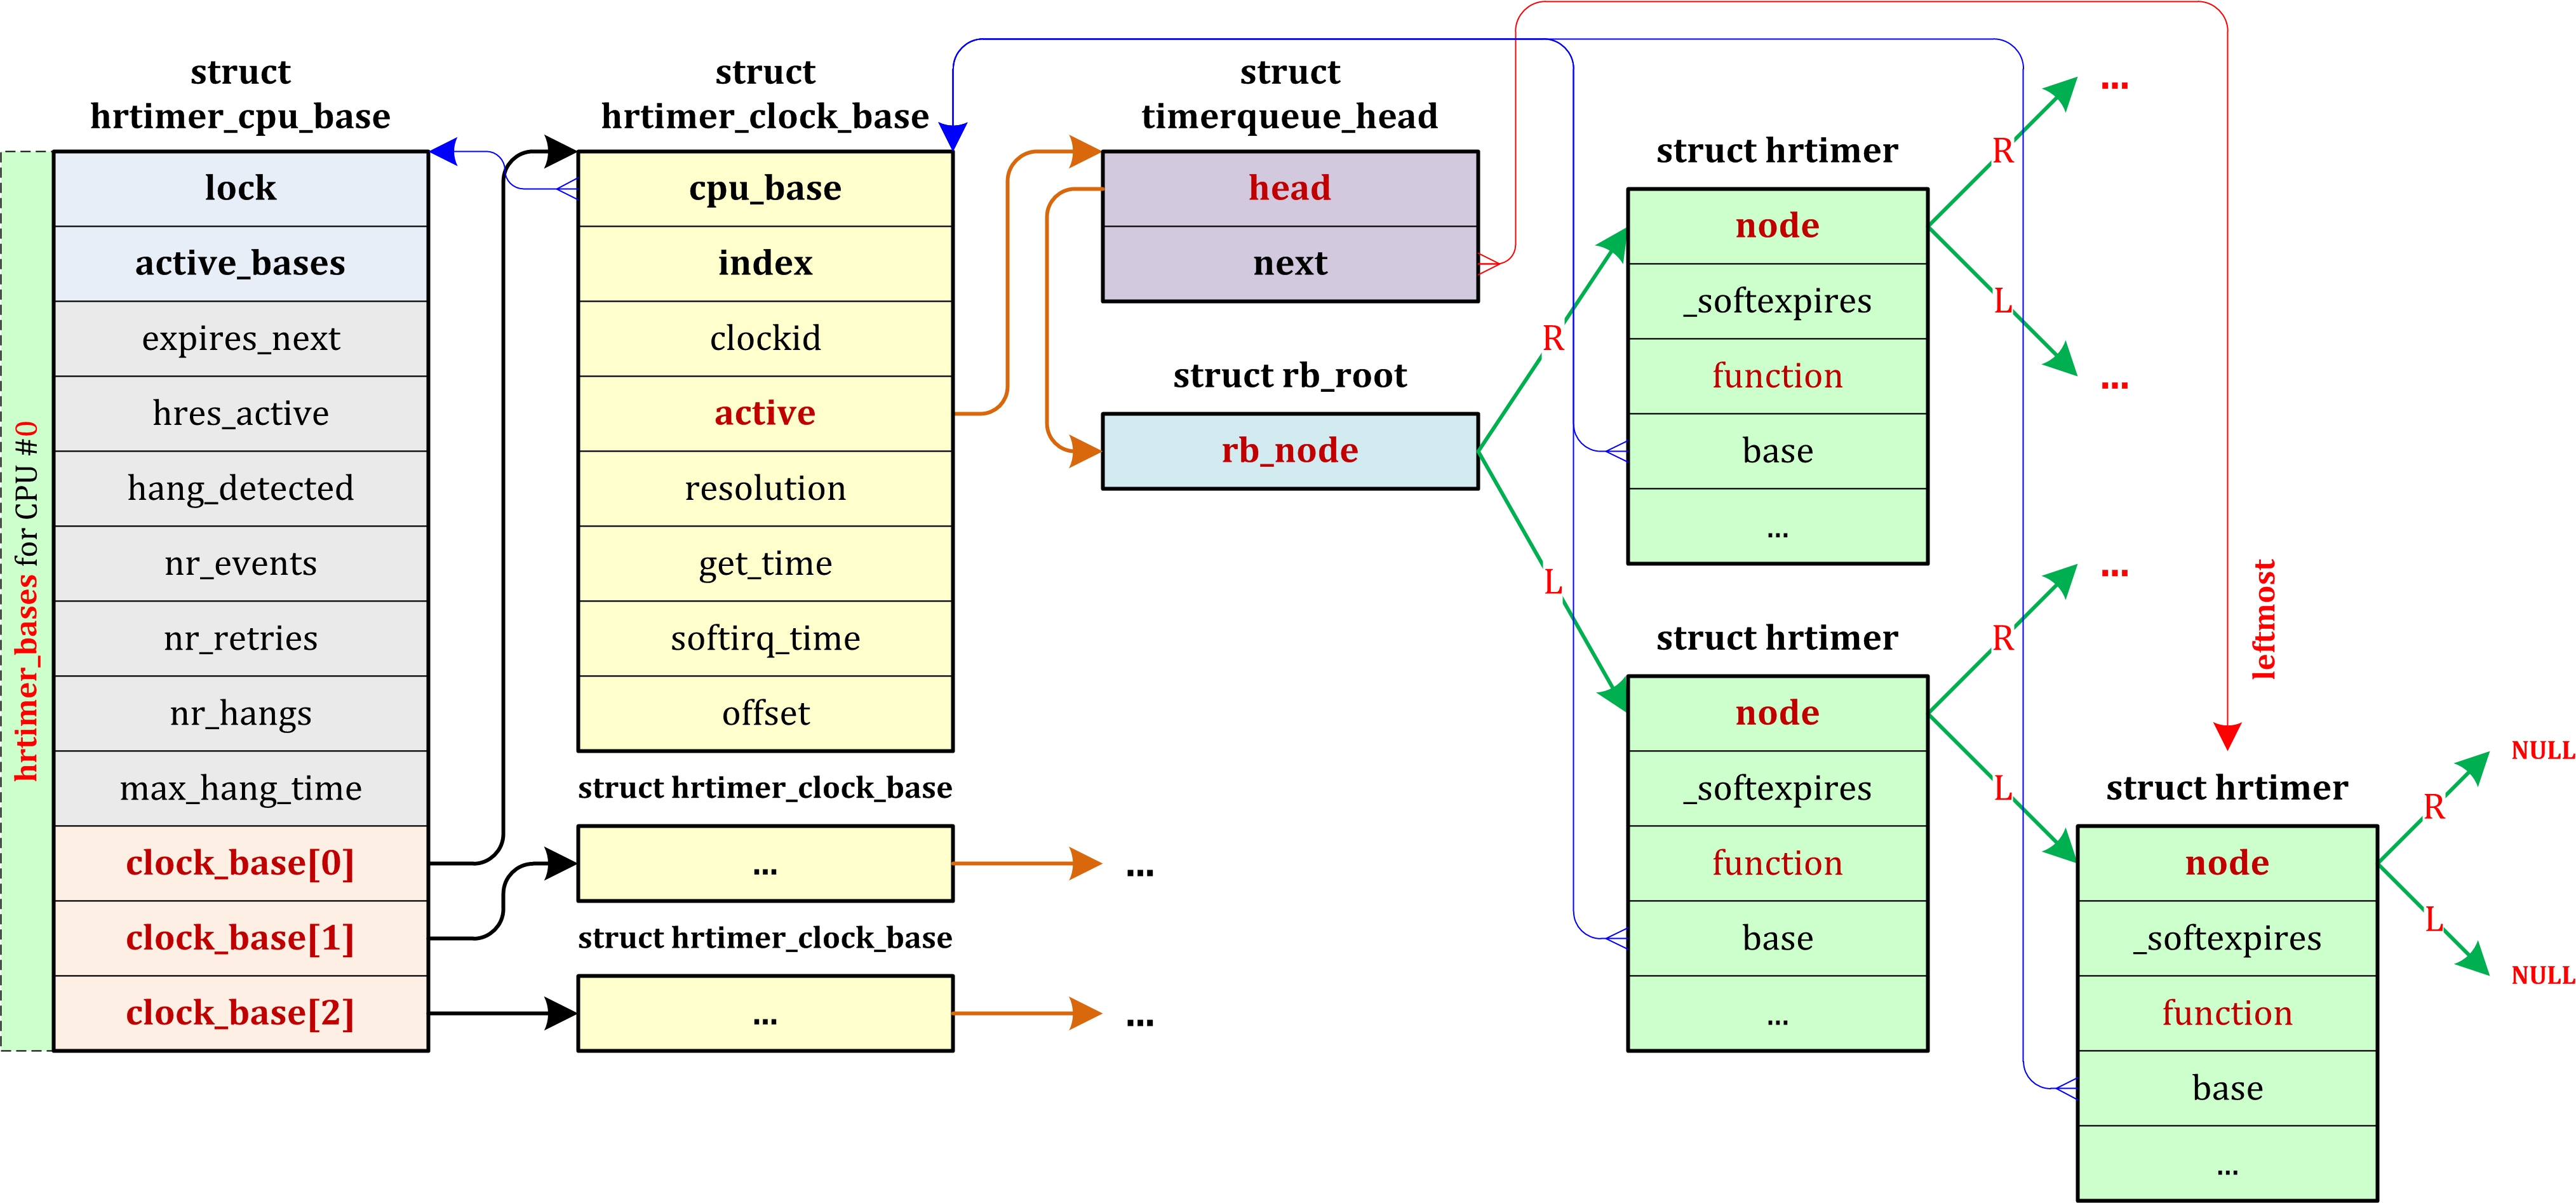 hrtimer_bases for CPU #0
struct
hrtimer_cpu_base
lock
active_bases
expires_next
hres_active
hang_detected
nr_events
nr_retries
nr_hangs
max_hang_time
clock_base[0]
clock_base[1]
clock_base[2]
struct
hrtimer_clock_base
cpu_base
index
clockid
active
resolution
get_time
softirq_time
offset
struct hrtimer_clock_base
...
...
struct hrtimer_clock_base
...
...
struct
timerqueue_head
head
next
struct rb_root
rb_node
R
L
struct hrtimer
node
_softexpires
function
base
...
R
...
L
...
struct hrtimer
node
_softexpires
function
base
...
R
...
L
leftmost
struct hrtimer
node
_softexpires
function
base
...
R
NULL
L
NULL